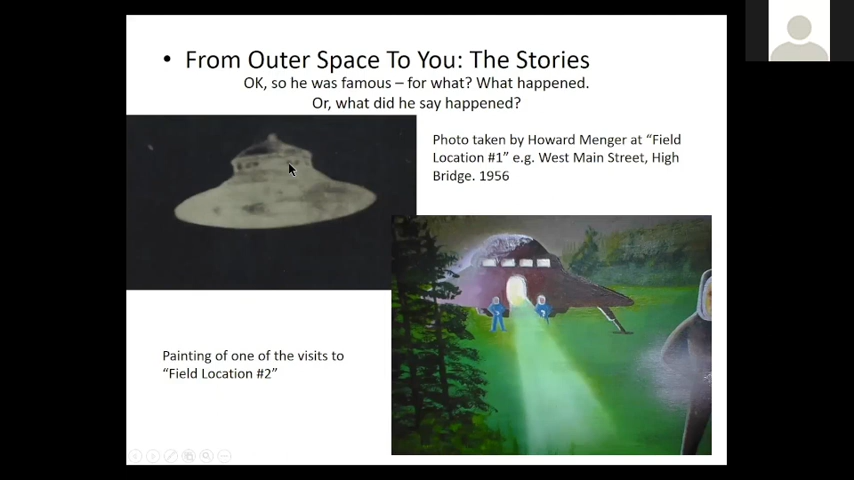 • From Outer Space To You: The Stories
OK, so he was famous – for what? What happened.
Or, what did he say happened?
Photo taken by Howard Menger at “Field
Location #1” e.g. West Main Street, High
Bridge. 1956
Painting of one of the visits to
“Field Location #2”